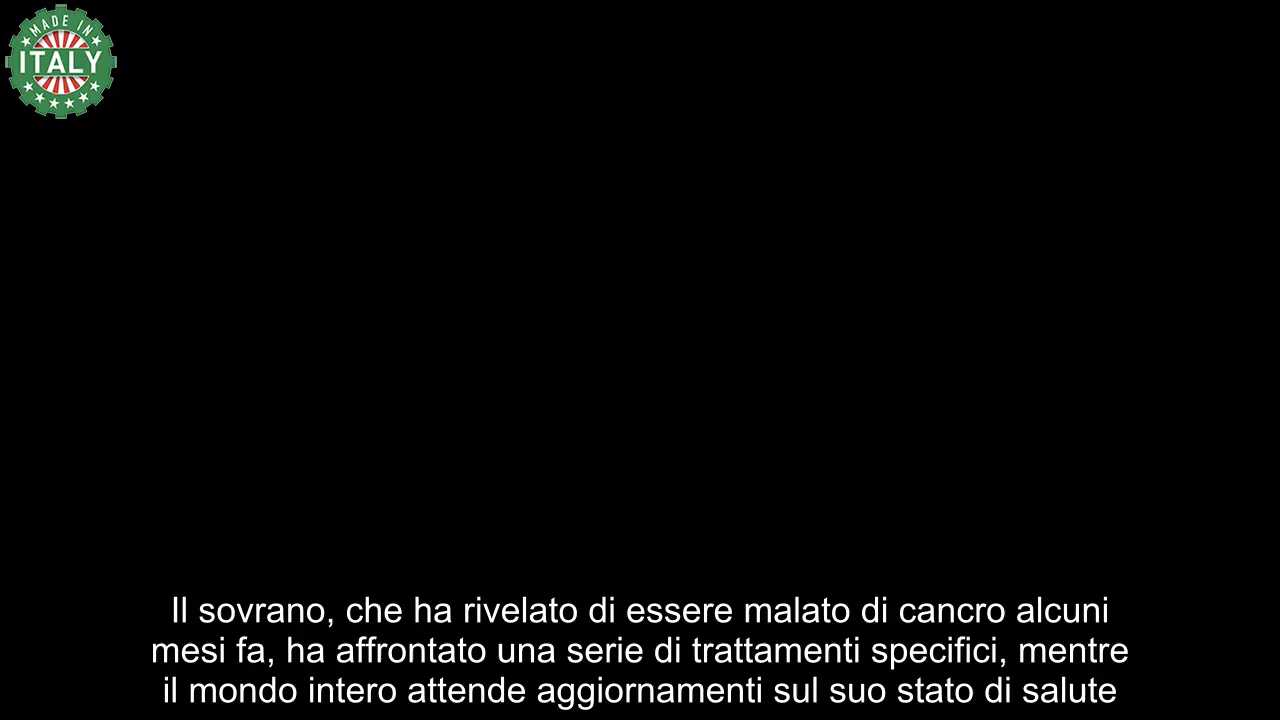 MADE IN
ITALY
Il sovrano, che ha rivelato di essere malato di cancro alcuni
mesi fa, ha affrontato una serie di trattamenti specifici, mentre
il mondo intero attende aggiornamenti sul suo stato di salute